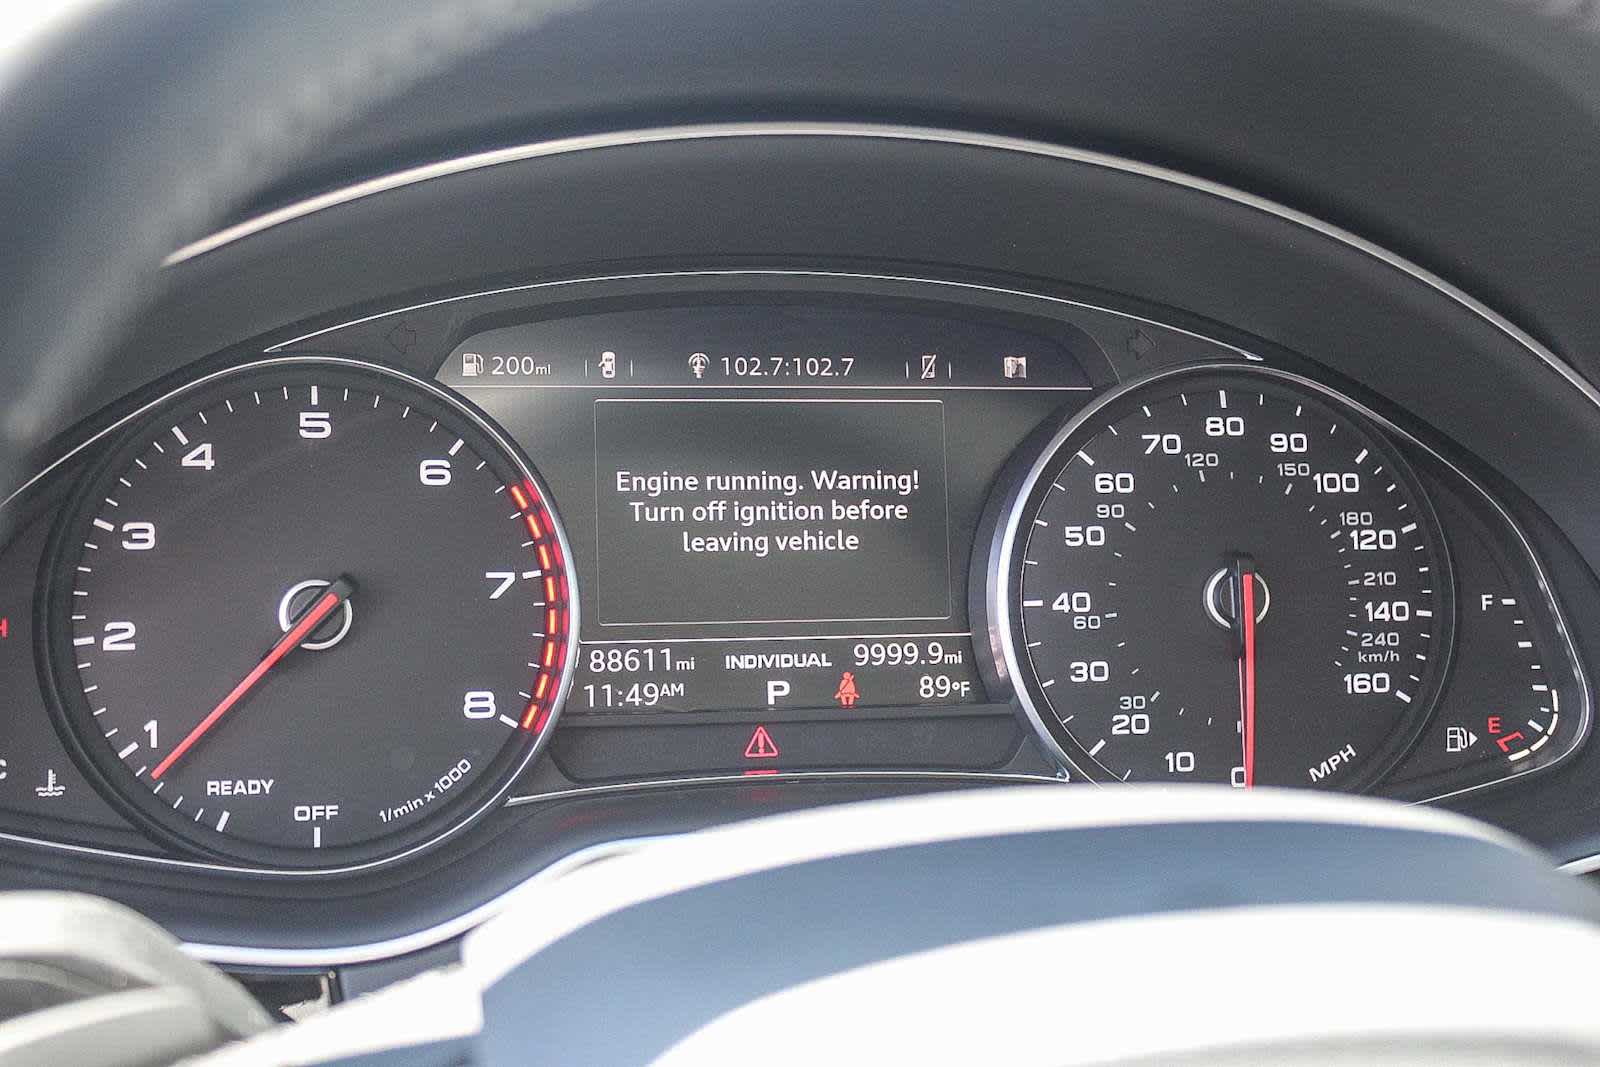 200mi
102.7:102.7
Engine running. Warning!
Turn off ignition before
leaving vehicle
88611mi INDIVIDUAL 9999.9mi
11:49AM P 89°F
OFF
READY
1
2
3
4
5
6
7
8
1/min x 1000
0
10
20
30
40
50
60
70
80
90
100
120
140
160
MPH
30
60
90
120
150
180
210
240
km/h
F
E
H
C